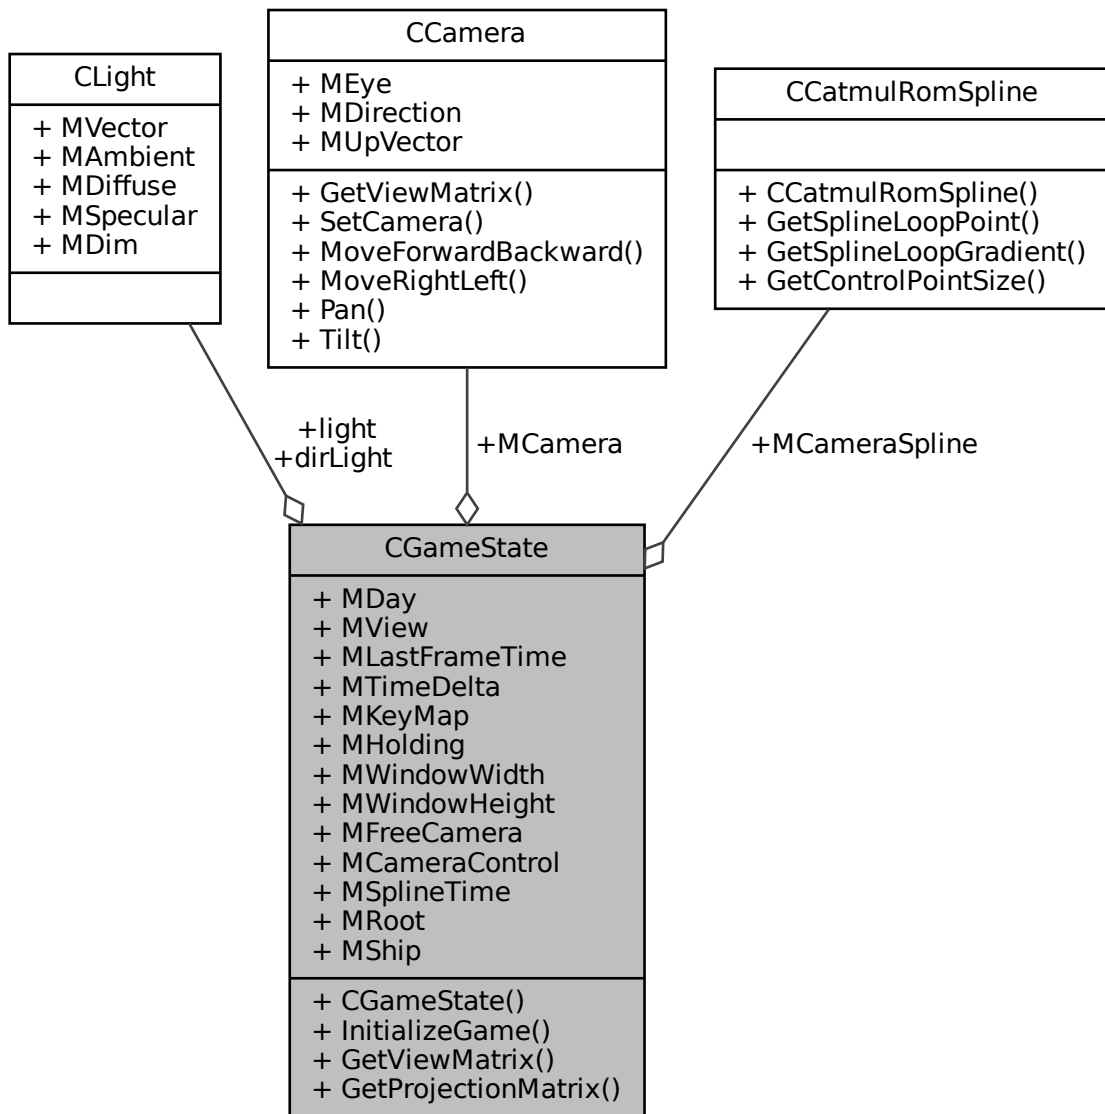 CLight
+ MVector
+ MAmbient
+ MDiffuse
+ MSpecular
+ MDim
CCamera
+ MEye
+ MDirection
+ MUpVector
+ GetViewMatrix()
+ SetCamera()
+ MoveForwardBackward()
+ MoveRightLeft()
+ Pan()
+ Tilt()
CCatmulRomSpline
+ CCatmulRomSpline()
+ GetSplineLoopPoint()
+ GetSplineLoopGradient()
+ GetControlPointSize()
+light
+dirLight
+MCamera
+MCameraSpline
CGameState
+ MDay
+ MView
+ MLastFrameTime
+ MTimeDelta
+ MKeyMap
+ MHolding
+ MWindowWidth
+ MWindowHeight
+ MFreeCamera
+ MCameraControl
+ MSplineTime
+ MRoot
+ MShip
+ CGameState()
+ InitializeGame()
+ GetViewMatrix()
+ GetProjectionMatrix()